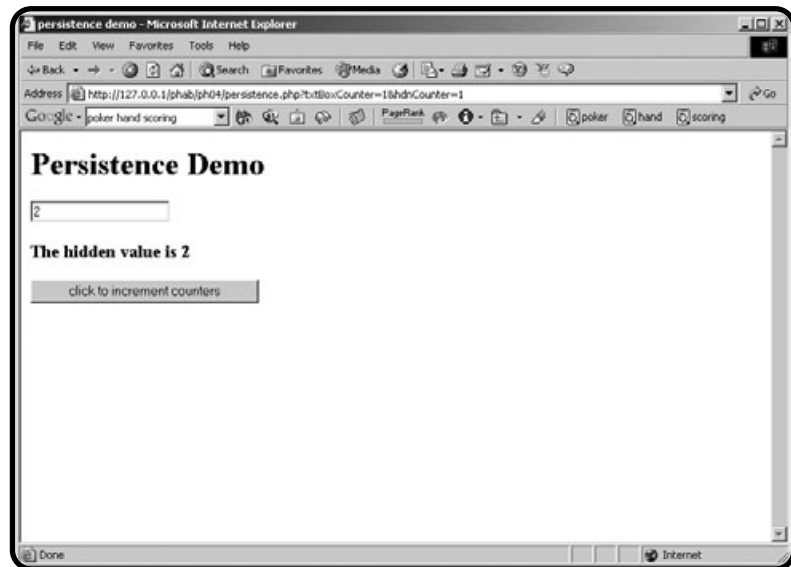 persistence demo - Microsoft Internet Explorer
File Edit View Favorites Tools Help
Back Search Favorites Media
Address http://127.0.0.1/phab/ph04/persistence.php?txtBoxCounter=1&hdnCounter=1 Go
Google poker hand scoring PageRank poker hand scoring
Persistence Demo
2
The hidden value is 2
click to increment counters
Done Internet